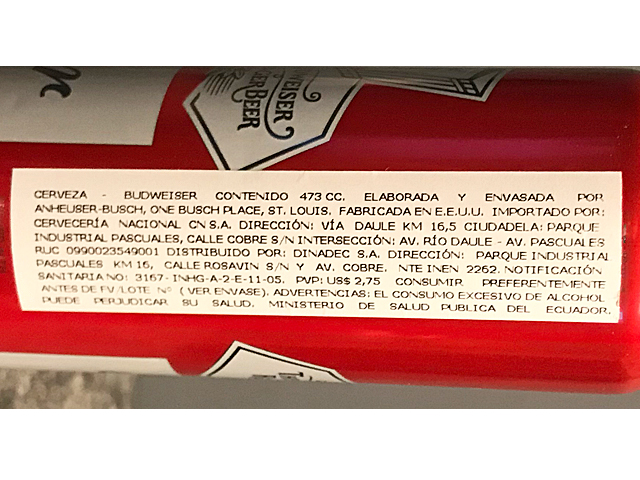 WEISER
ER BEER
CERVEZA - BUDWEISER CONTENIDO 473 CC. ELABORADA Y ENVASADA POR
ANHEUSER-BUSCH, ONE BUSCH PLACE, ST. LOUIS. FABRICADA EN E.E.U.U. IMPORTADO POR:
CERVECERÍA NACIONAL CN S.A. DIRECCIÓN: VÍA DAULE KM 16,5 CIUDADELA: PARQUE
INDUSTRIAL PASCUALES, CALLE COBRE S/N INTERSECCIÓN: AV. RÍO DAULE - AV. PASCUALES
RUC 0990023549001 DISTRIBUIDO POR: DINADEC S.A. DIRECCIÓN: PARQUE INDUSTRIAL
PASCUALES KM 16, CALLE ROSAVIN S/N Y AV. COBRE. NTE INEN 2262. NOTIFICACIÓN
SANITARIA NO: 3167- INHG-A-2-E-11-05. PVP: US$ 2,75 CONSUMIR PREFERENTEMENTE
ANTES DE FV/LOTE Nº (VER ENVASE). ADVERTENCIAS: EL CONSUMO EXCESIVO DE ALCOHOL
PUEDE PERJUDICAR SU SALUD. MINISTERIO DE SALUD PUBLICA DEL ECUADOR.